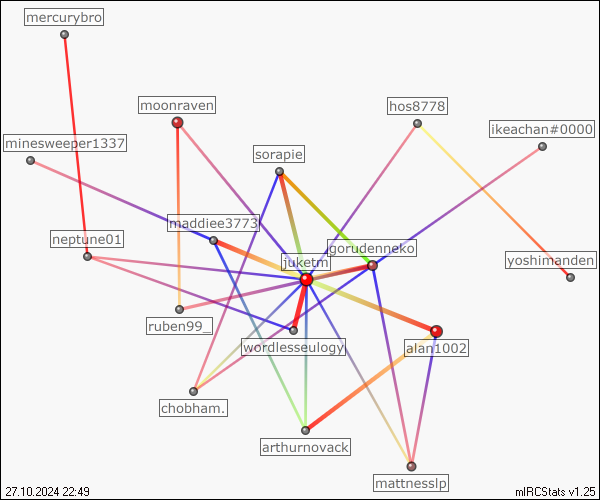 mercurybro
moonraven
hos8778
ikeachan#0000
minesweeper1337
sorapie
maddiee3773
neptune01
gorudenneko
juketm
yoshimanden
ruben99_
wordlesseulogy
alan1002
chobham.
arthurnovack
mattnesslp
27.10.2024 22:49
mIRCStats v1.25